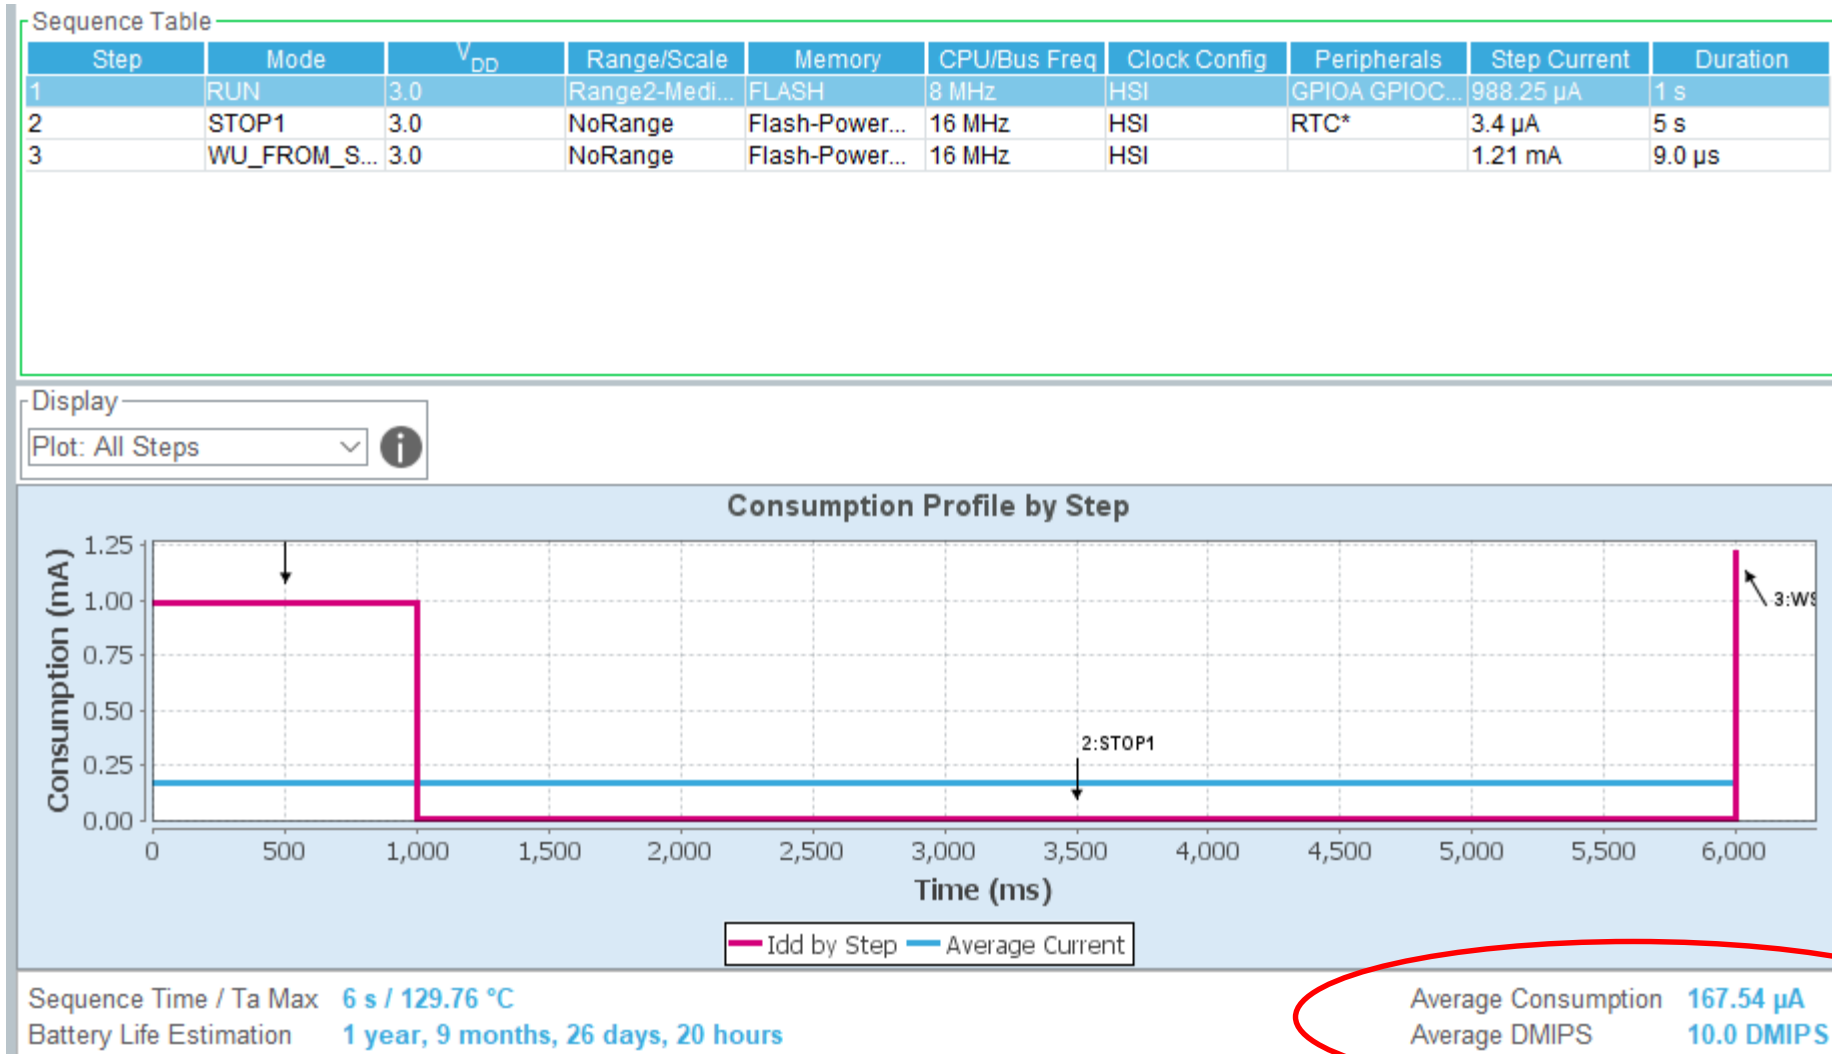 Sequence Table
Step Mode VDD Range/Scale Memory CPU/Bus Freq Clock Config Peripherals Step Current Duration
1 RUN 3.0 Range2-Medi... FLASH 8 MHz HSI GPIOA GPIOC... 988.25 µA 1 s
2 STOP1 3.0 NoRange Flash-Power... 16 MHz HSI RTC* 3.4 µA 5 s
3 WU_FROM_S... 3.0 NoRange Flash-Power... 16 MHz HSI 1.21 mA 9.0 µs
Display
Plot: All Steps
Consumption Profile by Step
Consumption (mA)
1.25
1.00
0.75
0.50
0.25
0.00
2:STOP1
3:WS
0 500 1,000 1,500 2,000 2,500 3,000 3,500 4,000 4,500 5,000 5,500 6,000
Time (ms)
Idd by Step Average Current
Sequence Time / Ta Max 6 s / 129.76 °C Average Consumption 167.54 µA
Battery Life Estimation 1 year, 9 months, 26 days, 20 hours Average DMIPS 10.0 DMIPS